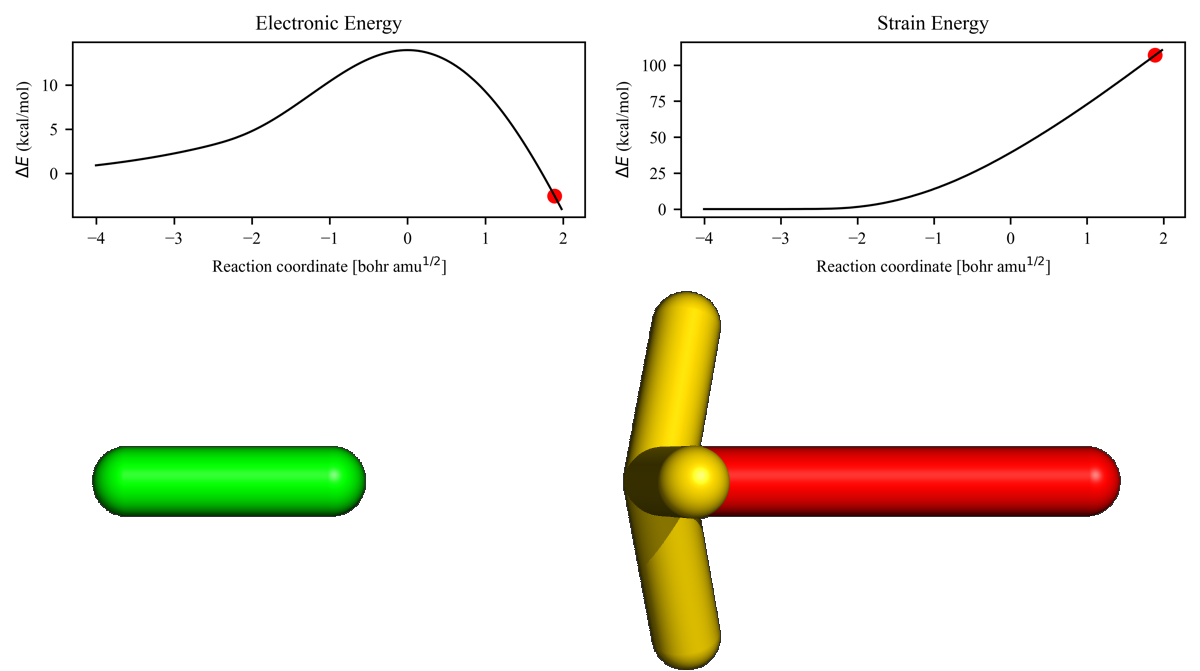 Electronic Energy
ΔE (kcal/mol)
10
5
0
−4 −3 −2 −1 0 1 2
Reaction coordinate [bohr amu^1/2]
Strain Energy
ΔE (kcal/mol)
100
75
50
25
0
−4 −3 −2 −1 0 1 2
Reaction coordinate [bohr amu^1/2]